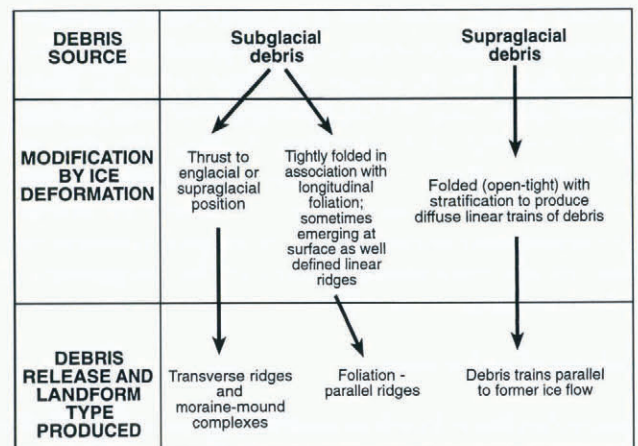 DEBRIS
SOURCE
Subglacial
debris
Supraglacial
debris
MODIFICATION
BY ICE
DEFORMATION
Thrust to
englacial or
supraglacial
position
Tightly folded in
association with
longitudinal
foliation;
sometimes
emerging at
surface as well
defined linear
ridges
Folded (open-tight) with
stratification to produce
diffuse linear trains of debris
DEBRIS
RELEASE AND
LANDFORM
TYPE
PRODUCED
Transverse ridges
and
moraine-mound
complexes
Foliation -
parallel ridges
Debris trains parallel
to former ice flow